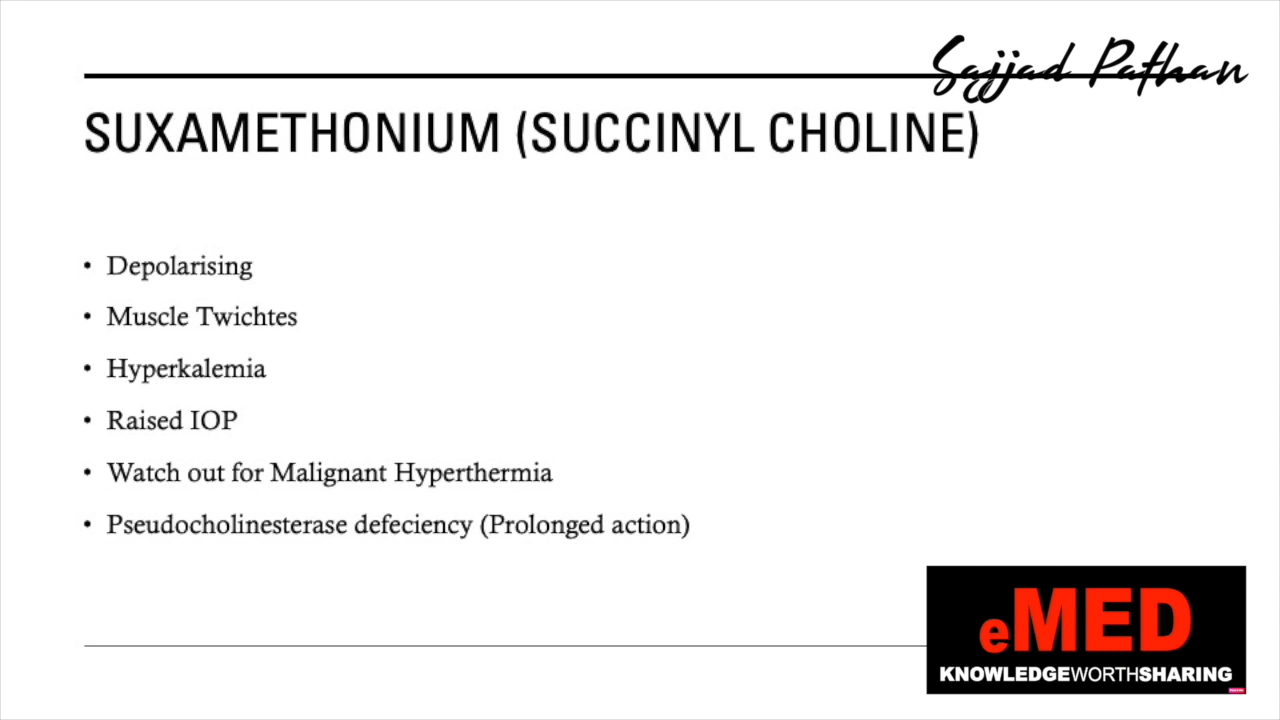 Sajjad Pathan
SUXAMETHONIUM (SUCCINYL CHOLINE)
• Depolarising
• Muscle Twichtes
• Hyperkalemia
• Raised IOP
• Watch out for Malignant Hyperthermia
• Pseudocholinesterase defeciency (Prolonged action)
eMED
KNOWLEDGEWORTHSHARING